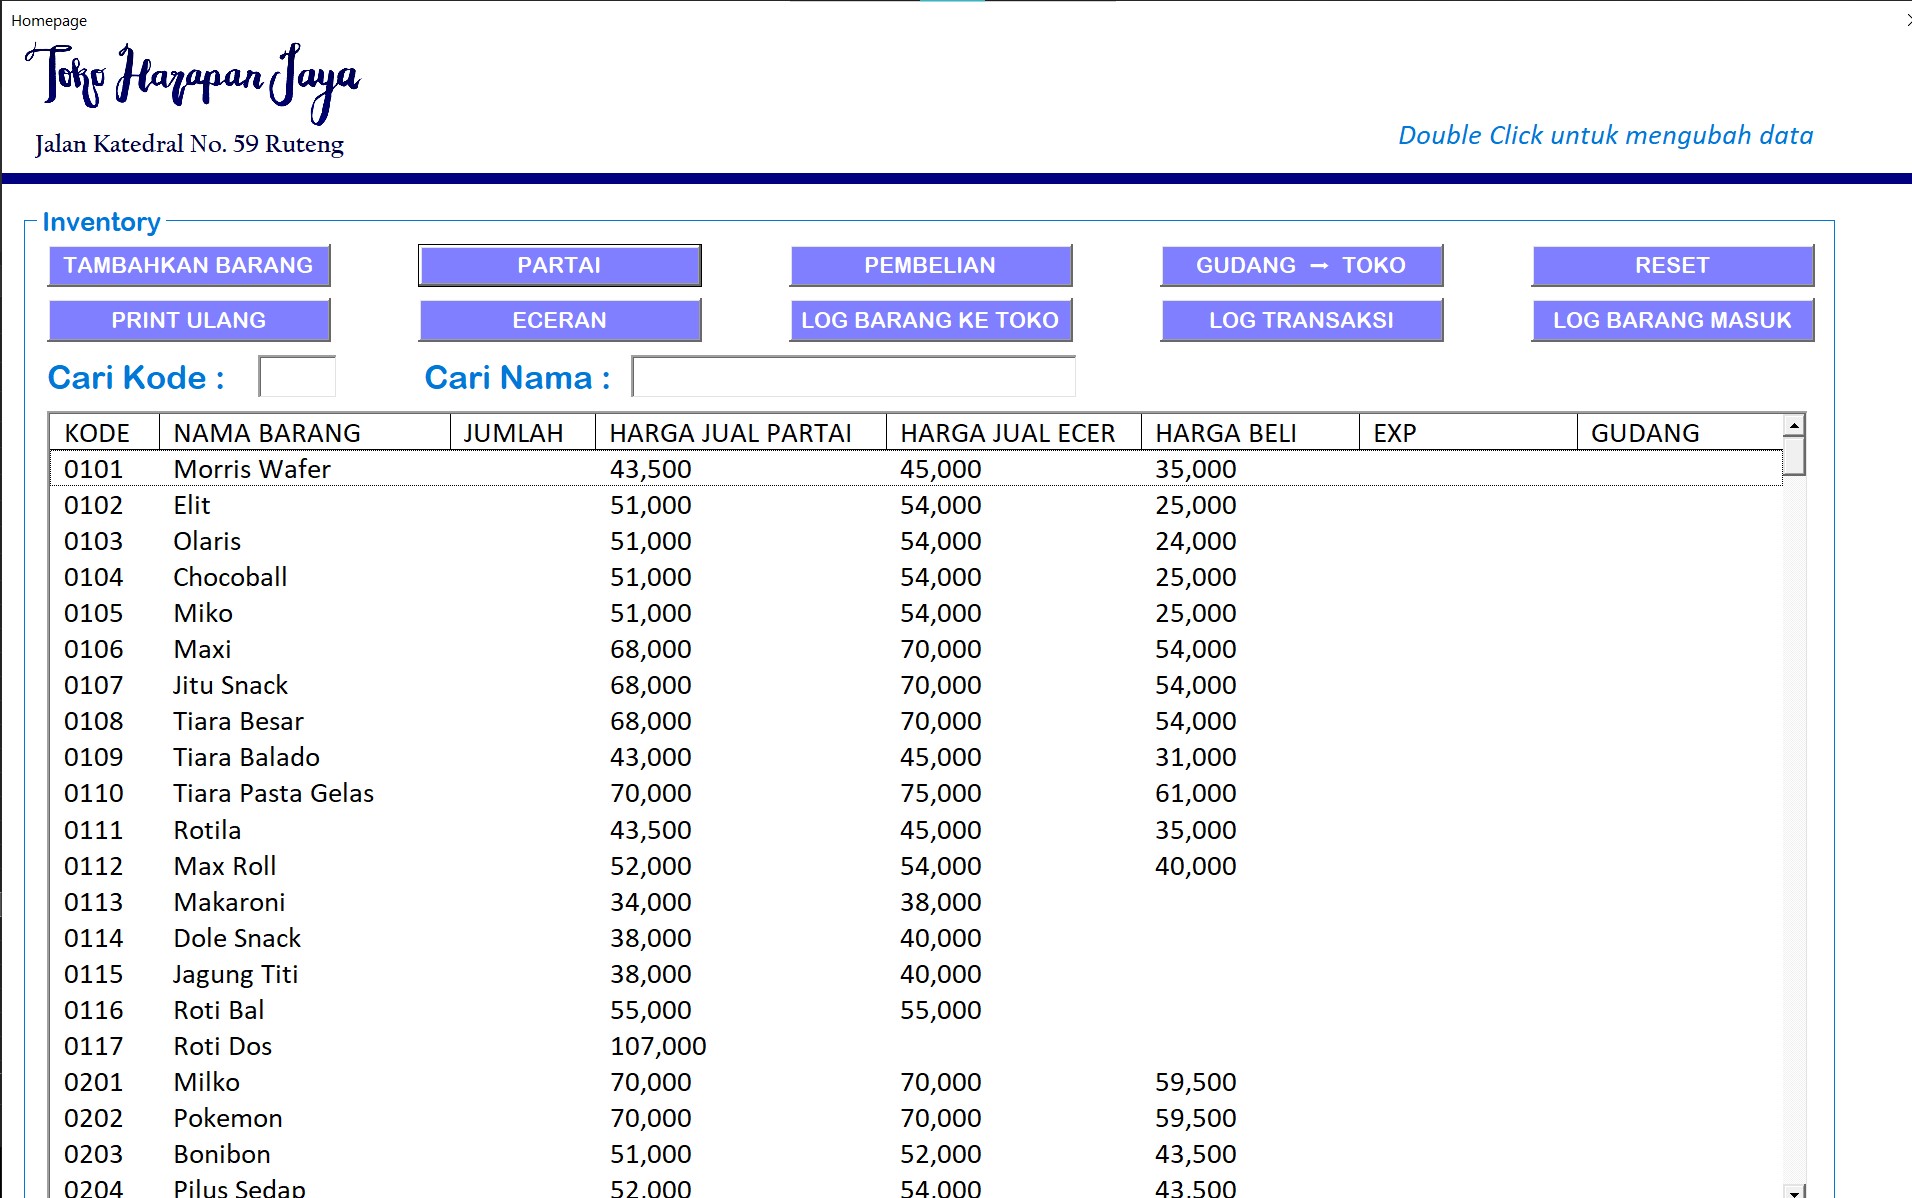 Homepage
Toko Harapan Jaya
Jalan Katedral No. 59 Ruteng
Double Click untuk mengubah data
Inventory
TAMBAHKAN BARANG PARTAI PEMBELIAN GUDANG → TOKO RESET
PRINT ULANG ECERAN LOG BARANG KE TOKO LOG TRANSAKSI LOG BARANG MASUK
Cari Kode : Cari Nama :
KODE NAMA BARANG JUMLAH HARGA JUAL PARTAI HARGA JUAL ECER HARGA BELI EXP GUDANG
0101 Morris Wafer 43,500 45,000 35,000
0102 Elit 51,000 54,000 25,000
0103 Olaris 51,000 54,000 24,000
0104 Chocoball 51,000 54,000 25,000
0105 Miko 51,000 54,000 25,000
0106 Maxi 68,000 70,000 54,000
0107 Jitu Snack 68,000 70,000 54,000
0108 Tiara Besar 68,000 70,000 54,000
0109 Tiara Balado 43,000 45,000 31,000
0110 Tiara Pasta Gelas 70,000 75,000 61,000
0111 Rotila 43,500 45,000 35,000
0112 Max Roll 52,000 54,000 40,000
0113 Makaroni 34,000 38,000
0114 Dole Snack 38,000 40,000
0115 Jagung Titi 38,000 40,000
0116 Roti Bal 55,000 55,000
0117 Roti Dos 107,000
0201 Milko 70,000 70,000 59,500
0202 Pokemon 70,000 70,000 59,500
0203 Bonibon 51,000 52,000 43,500
0204 Pilus Sedap 52,000 54,000 43,500